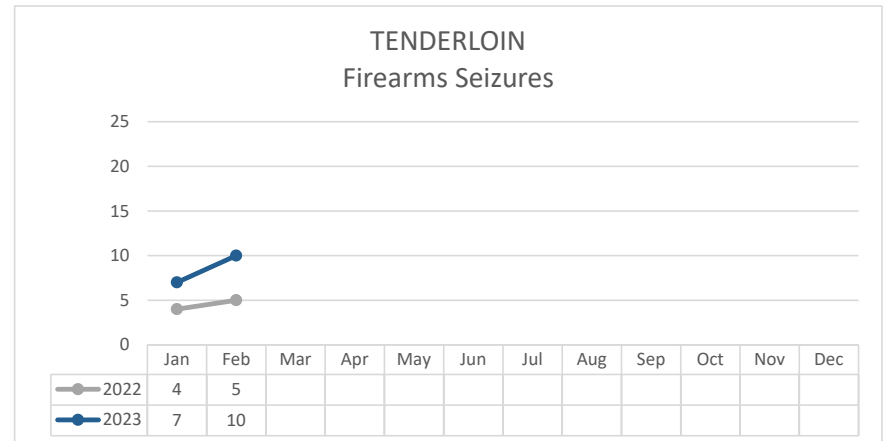 TENDERLOIN
Firearms Seizures
25
20
15
10
5
0
Jan Feb Mar Apr May Jun Jul Aug Sep Oct Nov Dec
2022 4 5
2023 7 10